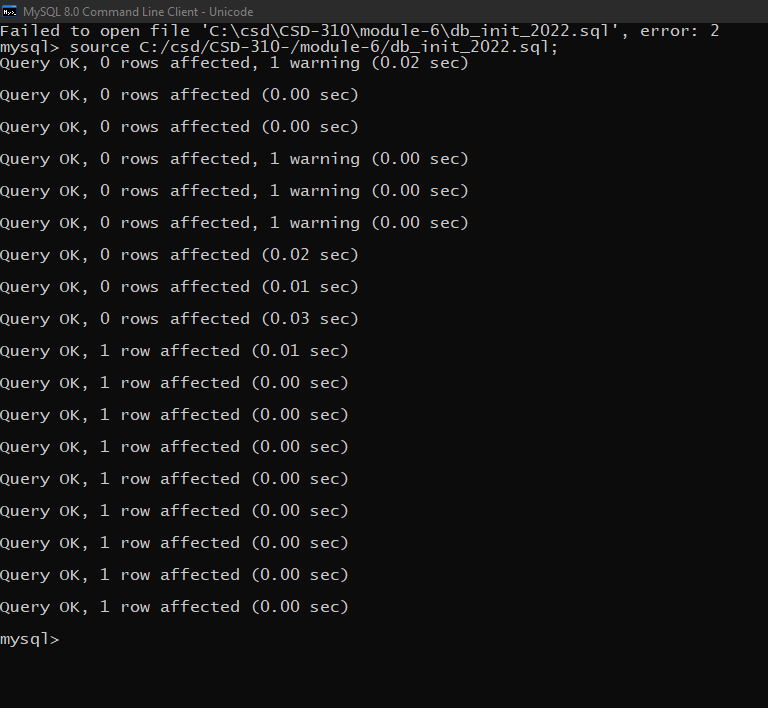 MySQL 8.0 Command Line Client - Unicode
Failed to open file 'C:\csd\CSD-310\module-6\db_init_2022.sql', error: 2
mysql> source C:/csd/CSD-310-/module-6/db_init_2022.sql;
Query OK, 0 rows affected, 1 warning (0.02 sec)
Query OK, 0 rows affected (0.00 sec)
Query OK, 0 rows affected (0.00 sec)
Query OK, 0 rows affected, 1 warning (0.00 sec)
Query OK, 0 rows affected, 1 warning (0.00 sec)
Query OK, 0 rows affected, 1 warning (0.00 sec)
Query OK, 0 rows affected (0.02 sec)
Query OK, 0 rows affected (0.01 sec)
Query OK, 0 rows affected (0.03 sec)
Query OK, 1 row affected (0.01 sec)
Query OK, 1 row affected (0.00 sec)
Query OK, 1 row affected (0.00 sec)
Query OK, 1 row affected (0.00 sec)
Query OK, 1 row affected (0.00 sec)
Query OK, 1 row affected (0.00 sec)
Query OK, 1 row affected (0.00 sec)
Query OK, 1 row affected (0.00 sec)
Query OK, 1 row affected (0.00 sec)
mysql>